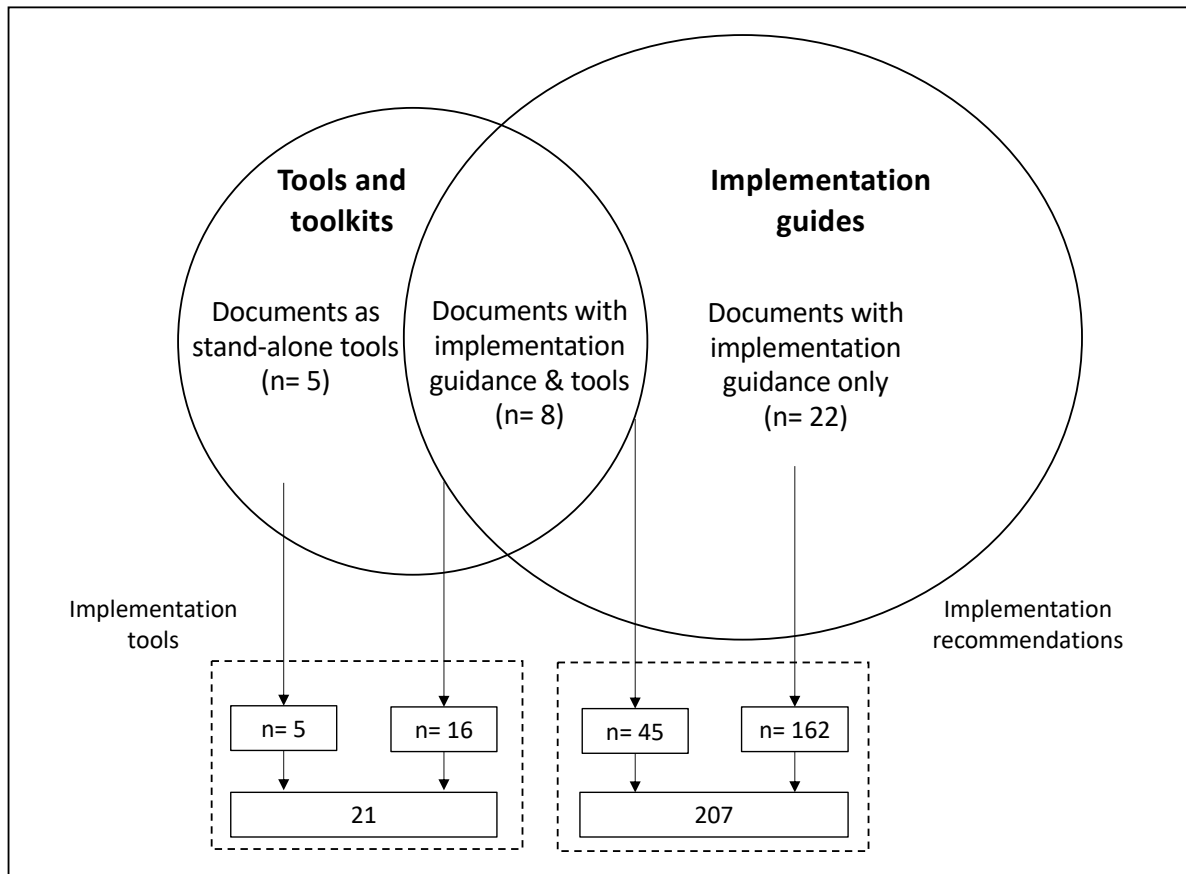 Tools and
toolkits
Implementation
guides
Documents as
stand-alone tools
(n= 5)
Documents with
implementation
guidance & tools
(n= 8)
Documents with
implementation
guidance only
(n= 22)
Implementation
tools
Implementation
recommendations
n= 5
n= 16
n= 45
n= 162
21
207